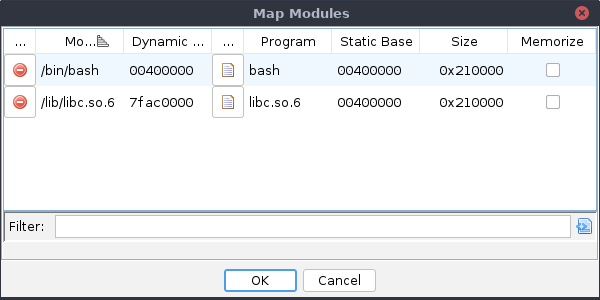 Map Modules
... Mo... Dynamic ... ... Program Static Base Size Memorize
/bin/bash 00400000 bash 00400000 0x210000
/lib/libc.so.6 7fac0000 libc.so.6 00400000 0x210000
Filter:
OK Cancel